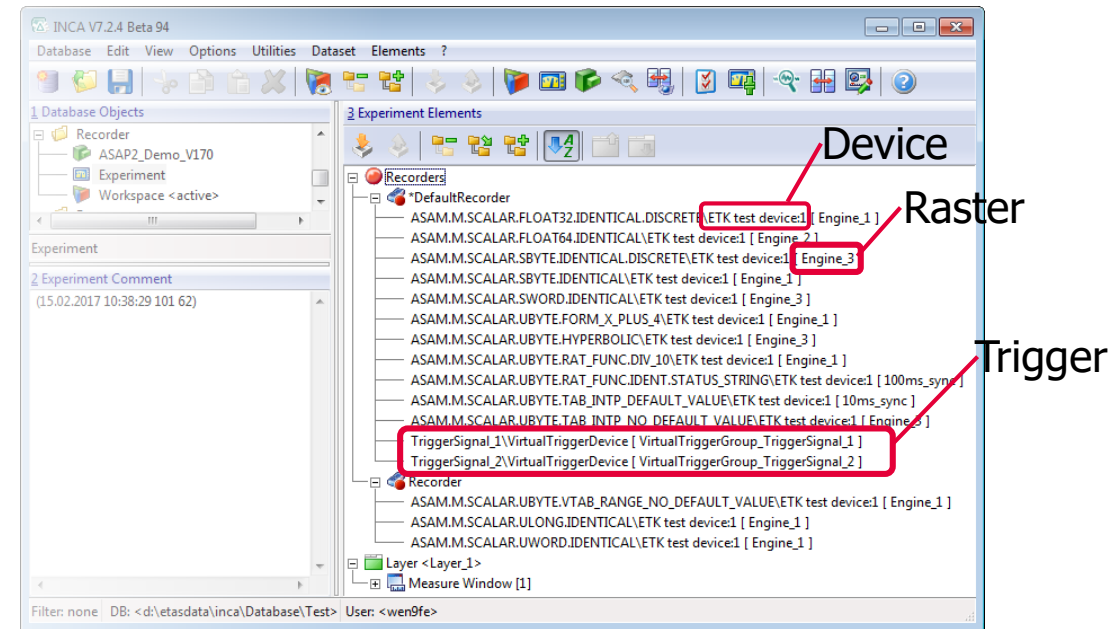 INCA V7.2.4 Beta 94
Database Edit View Options Utilities Dataset Elements ?
1 Database Objects
Recorder
ASAP2_Demo_V170
Experiment
Workspace <active>
Experiment
2 Experiment Comment
(15.02.2017 10:38:29 101 62)
3 Experiment Elements
Device
Raster
Trigger
Recorders
*DefaultRecorder
ASAM.M.SCALAR.FLOAT32.IDENTICAL.DISCRETE\ETK test device:1 [ Engine_1 ]
ASAM.M.SCALAR.FLOAT64.IDENTICAL\ETK test device:1 [ Engine_2 ]
ASAM.M.SCALAR.SBYTE.IDENTICAL.DISCRETE\ETK test device:1 [ Engine_3 ]
ASAM.M.SCALAR.SBYTE.IDENTICAL\ETK test device:1 [ Engine_1 ]
ASAM.M.SCALAR.SWORD.IDENTICAL\ETK test device:1 [ Engine_3 ]
ASAM.M.SCALAR.UBYTE.FORM_X_PLUS_4\ETK test device:1 [ Engine_1 ]
ASAM.M.SCALAR.UBYTE.HYPERBOLIC\ETK test device:1 [ Engine_3 ]
ASAM.M.SCALAR.UBYTE.RAT_FUNC.DIV_10\ETK test device:1 [ Engine_1 ]
ASAM.M.SCALAR.UBYTE.RAT_FUNC.IDENT.STATUS_STRING\ETK test device:1 [ 100ms_sync ]
ASAM.M.SCALAR.UBYTE.TAB_INTP_DEFAULT_VALUE\ETK test device:1 [ 10ms_sync ]
ASAM.M.SCALAR.UBYTE.TAB_INTP_NO_DEFAULT_VALUE\ETK test device:1 [ Engine_3 ]
TriggerSignal_1\VirtualTriggerDevice [ VirtualTriggerGroup_TriggerSignal_1 ]
TriggerSignal_2\VirtualTriggerDevice [ VirtualTriggerGroup_TriggerSignal_2 ]
Recorder
ASAM.M.SCALAR.UBYTE.VTAB_RANGE_NO_DEFAULT_VALUE\ETK test device:1 [ Engine_1 ]
ASAM.M.SCALAR.ULONG.IDENTICAL\ETK test device:1 [ Engine_1 ]
ASAM.M.SCALAR.UWORD.IDENTICAL\ETK test device:1 [ Engine_1 ]
Layer <Layer_1>
Measure Window [1]
Filter: none DB: <d:\etasdata\inca\Database\Test> User: <wen9fe>